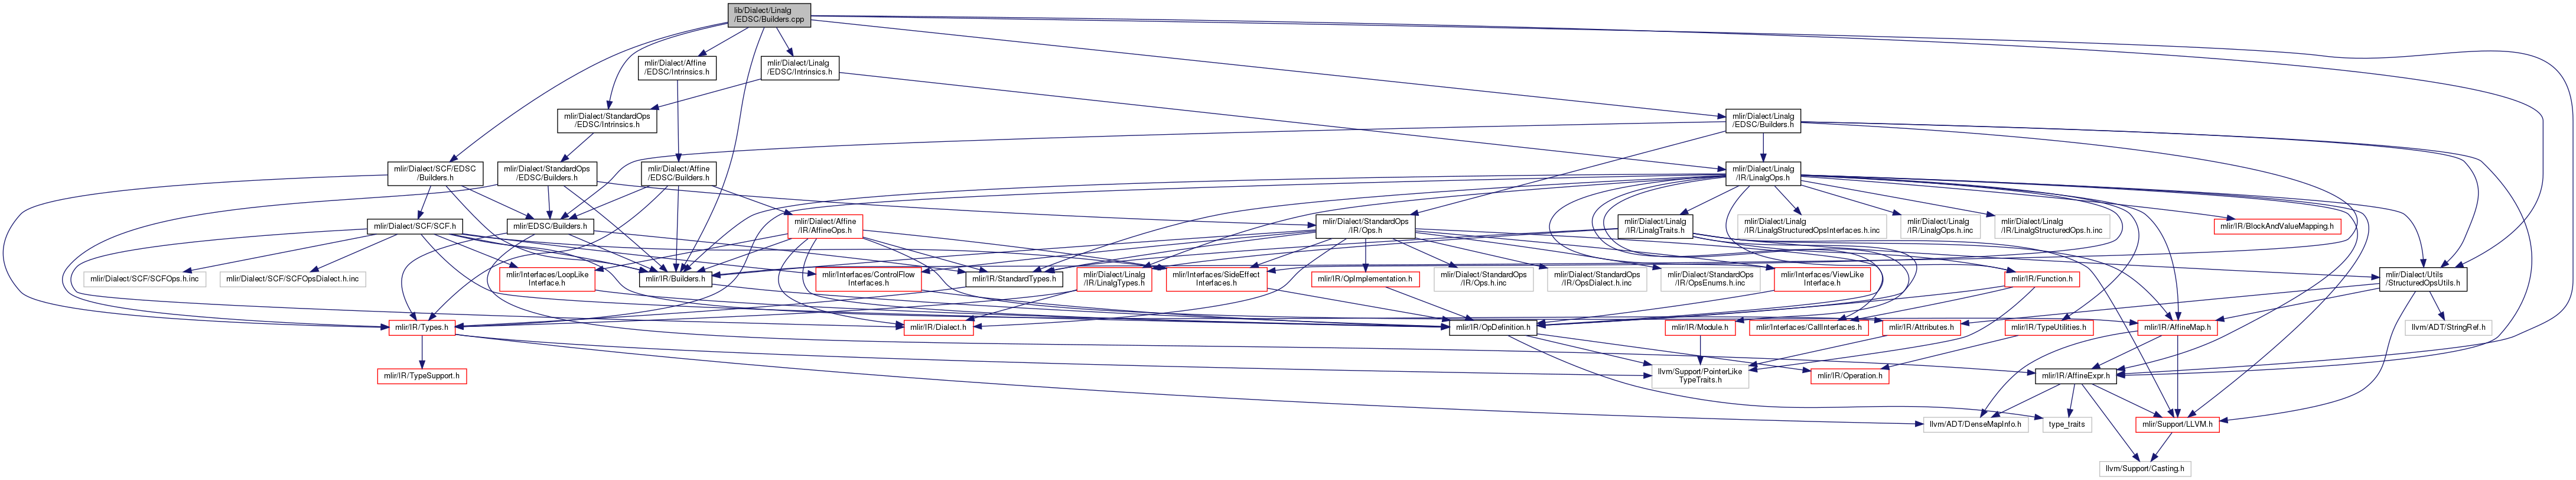 lib/Dialect/Linalg
/EDSC/Builders.cpp
mlir/Dialect/Affine
/EDSC/Intrinsics.h
mlir/Dialect/Linalg
/EDSC/Intrinsics.h
mlir/Dialect/StandardOps
/EDSC/Intrinsics.h
mlir/Dialect/Linalg
/EDSC/Builders.h
mlir/Dialect/SCF/EDSC
/Builders.h
mlir/Dialect/StandardOps
/EDSC/Builders.h
mlir/Dialect/Affine
/EDSC/Builders.h
mlir/Dialect/Linalg
/IR/LinalgOps.h
mlir/Dialect/SCF/SCF.h
mlir/EDSC/Builders.h
mlir/Dialect/Affine
/IR/AffineOps.h
mlir/Dialect/StandardOps
/IR/Ops.h
mlir/Dialect/Linalg
/IR/LinalgTraits.h
mlir/Dialect/Linalg
/IR/LinalgStructuredOpsInterfaces.h.inc
mlir/Dialect/Linalg
/IR/LinalgOps.h.inc
mlir/Dialect/Linalg
/IR/LinalgStructuredOps.h.inc
mlir/IR/BlockAndValueMapping.h
mlir/Dialect/SCF/SCFOps.h.inc
mlir/Dialect/SCF/SCFOpsDialect.h.inc
mlir/Interfaces/LoopLike
Interface.h
mlir/IR/Builders.h
mlir/Interfaces/ControlFlow
Interfaces.h
mlir/IR/StandardTypes.h
mlir/Dialect/Linalg
/IR/LinalgTypes.h
mlir/Interfaces/SideEffect
Interfaces.h
mlir/IR/OpImplementation.h
mlir/Dialect/StandardOps
/IR/Ops.h.inc
mlir/Dialect/StandardOps
/IR/OpsDialect.h.inc
mlir/Dialect/StandardOps
/IR/OpsEnums.h.inc
mlir/Interfaces/ViewLike
Interface.h
mlir/IR/Function.h
mlir/Dialect/Utils
/StructuredOpsUtils.h
mlir/IR/Types.h
mlir/IR/Dialect.h
mlir/IR/OpDefinition.h
mlir/IR/Module.h
mlir/Interfaces/CallInterfaces.h
mlir/IR/Attributes.h
mlir/IR/TypeUtilities.h
mlir/IR/AffineMap.h
llvm/ADT/StringRef.h
mlir/IR/TypeSupport.h
llvm/Support/PointerLike
TypeTraits.h
mlir/IR/Operation.h
mlir/IR/AffineExpr.h
llvm/ADT/DenseMapInfo.h
type_traits
mlir/Support/LLVM.h
llvm/Support/Casting.h